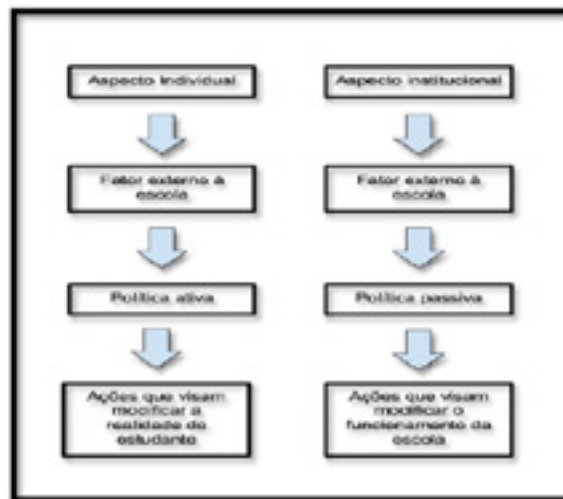 Aspecto Individual
Aspecto institucional
Fator externo à
escola
Fator externo à
escola
Política ativa
Política passiva
Ações que visam
modificar a
realidade do
estudante
Ações que visam
modificar o
funcionamento da
escola